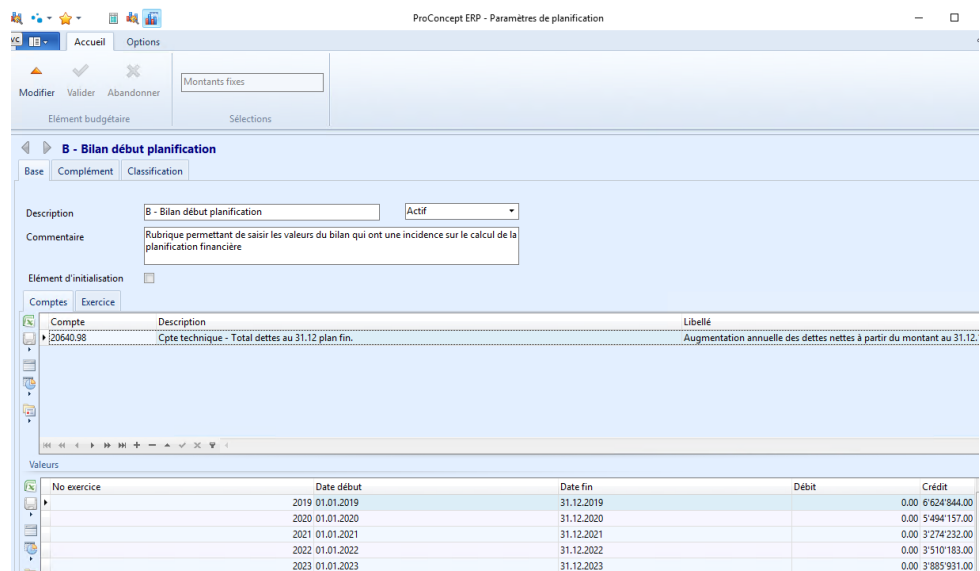 ProConcept ERP - Paramètres de planification
VC
Accueil Options
Modifier Valider Abandonner
Montants fixes
Elément budgétaire Sélections
B - Bilan début planification
Base Complément Classification
Description B - Bilan début planification Actif
Commentaire Rubrique permettant de saisir les valeurs du bilan qui ont une incidence sur le calcul de la
planification financière
Elément d'initialisation
Comptes Exercice
Compte Description Libellé
20640.98 Cpte technique - Total dettes au 31.12 plan fin. Augmentation annuelle des dettes nettes à partir du montant au 31.12.
Valeurs
No exercice Date début Date fin Débit Crédit
2019 01.01.2019 31.12.2019 0.00 6'624'844.00
2020 01.01.2020 31.12.2020 0.00 5'494'157.00
2021 01.01.2021 31.12.2021 0.00 3'274'232.00
2022 01.01.2022 31.12.2022 0.00 3'510'183.00
2023 01.01.2023 31.12.2023 0.00 3'885'931.00